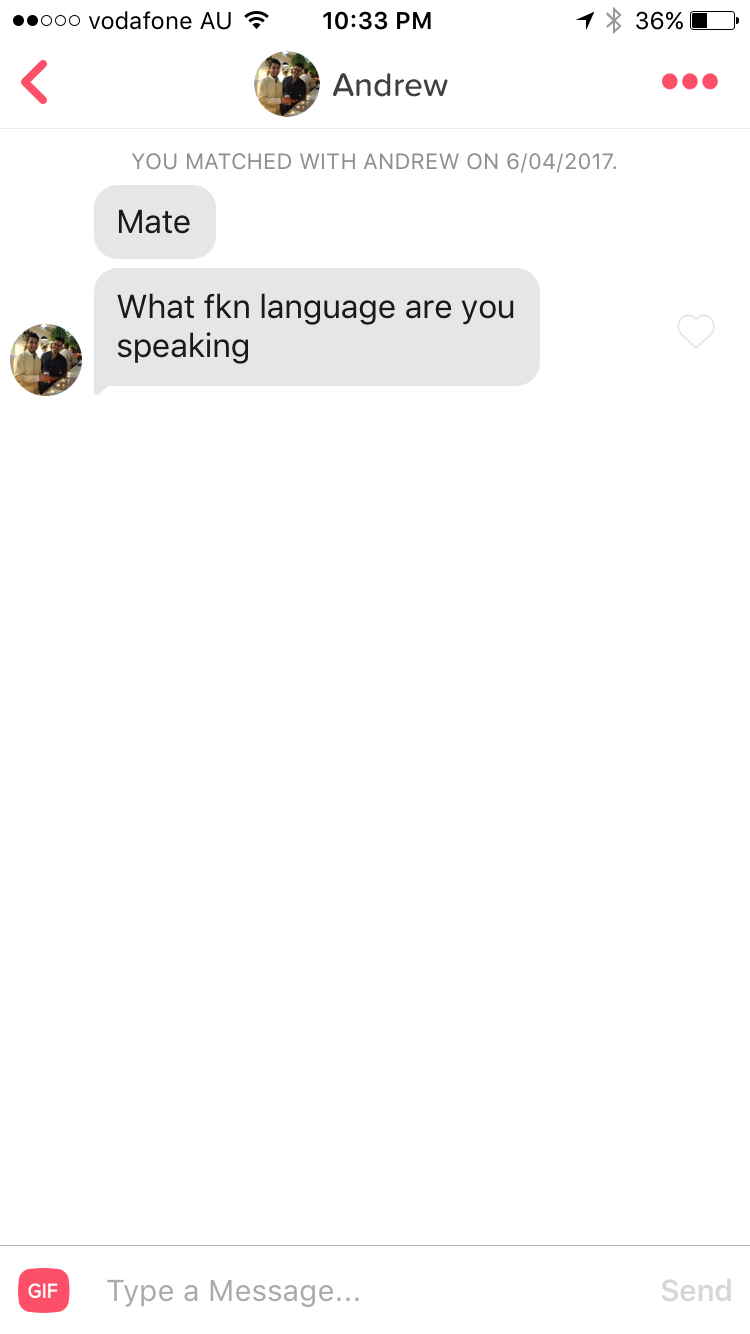 vodafone AU 10:33 PM 36%
Andrew
YOU MATCHED WITH ANDREW ON 6/04/2017.
Mate
What fkn language are you
speaking
GIF Type a Message... Send